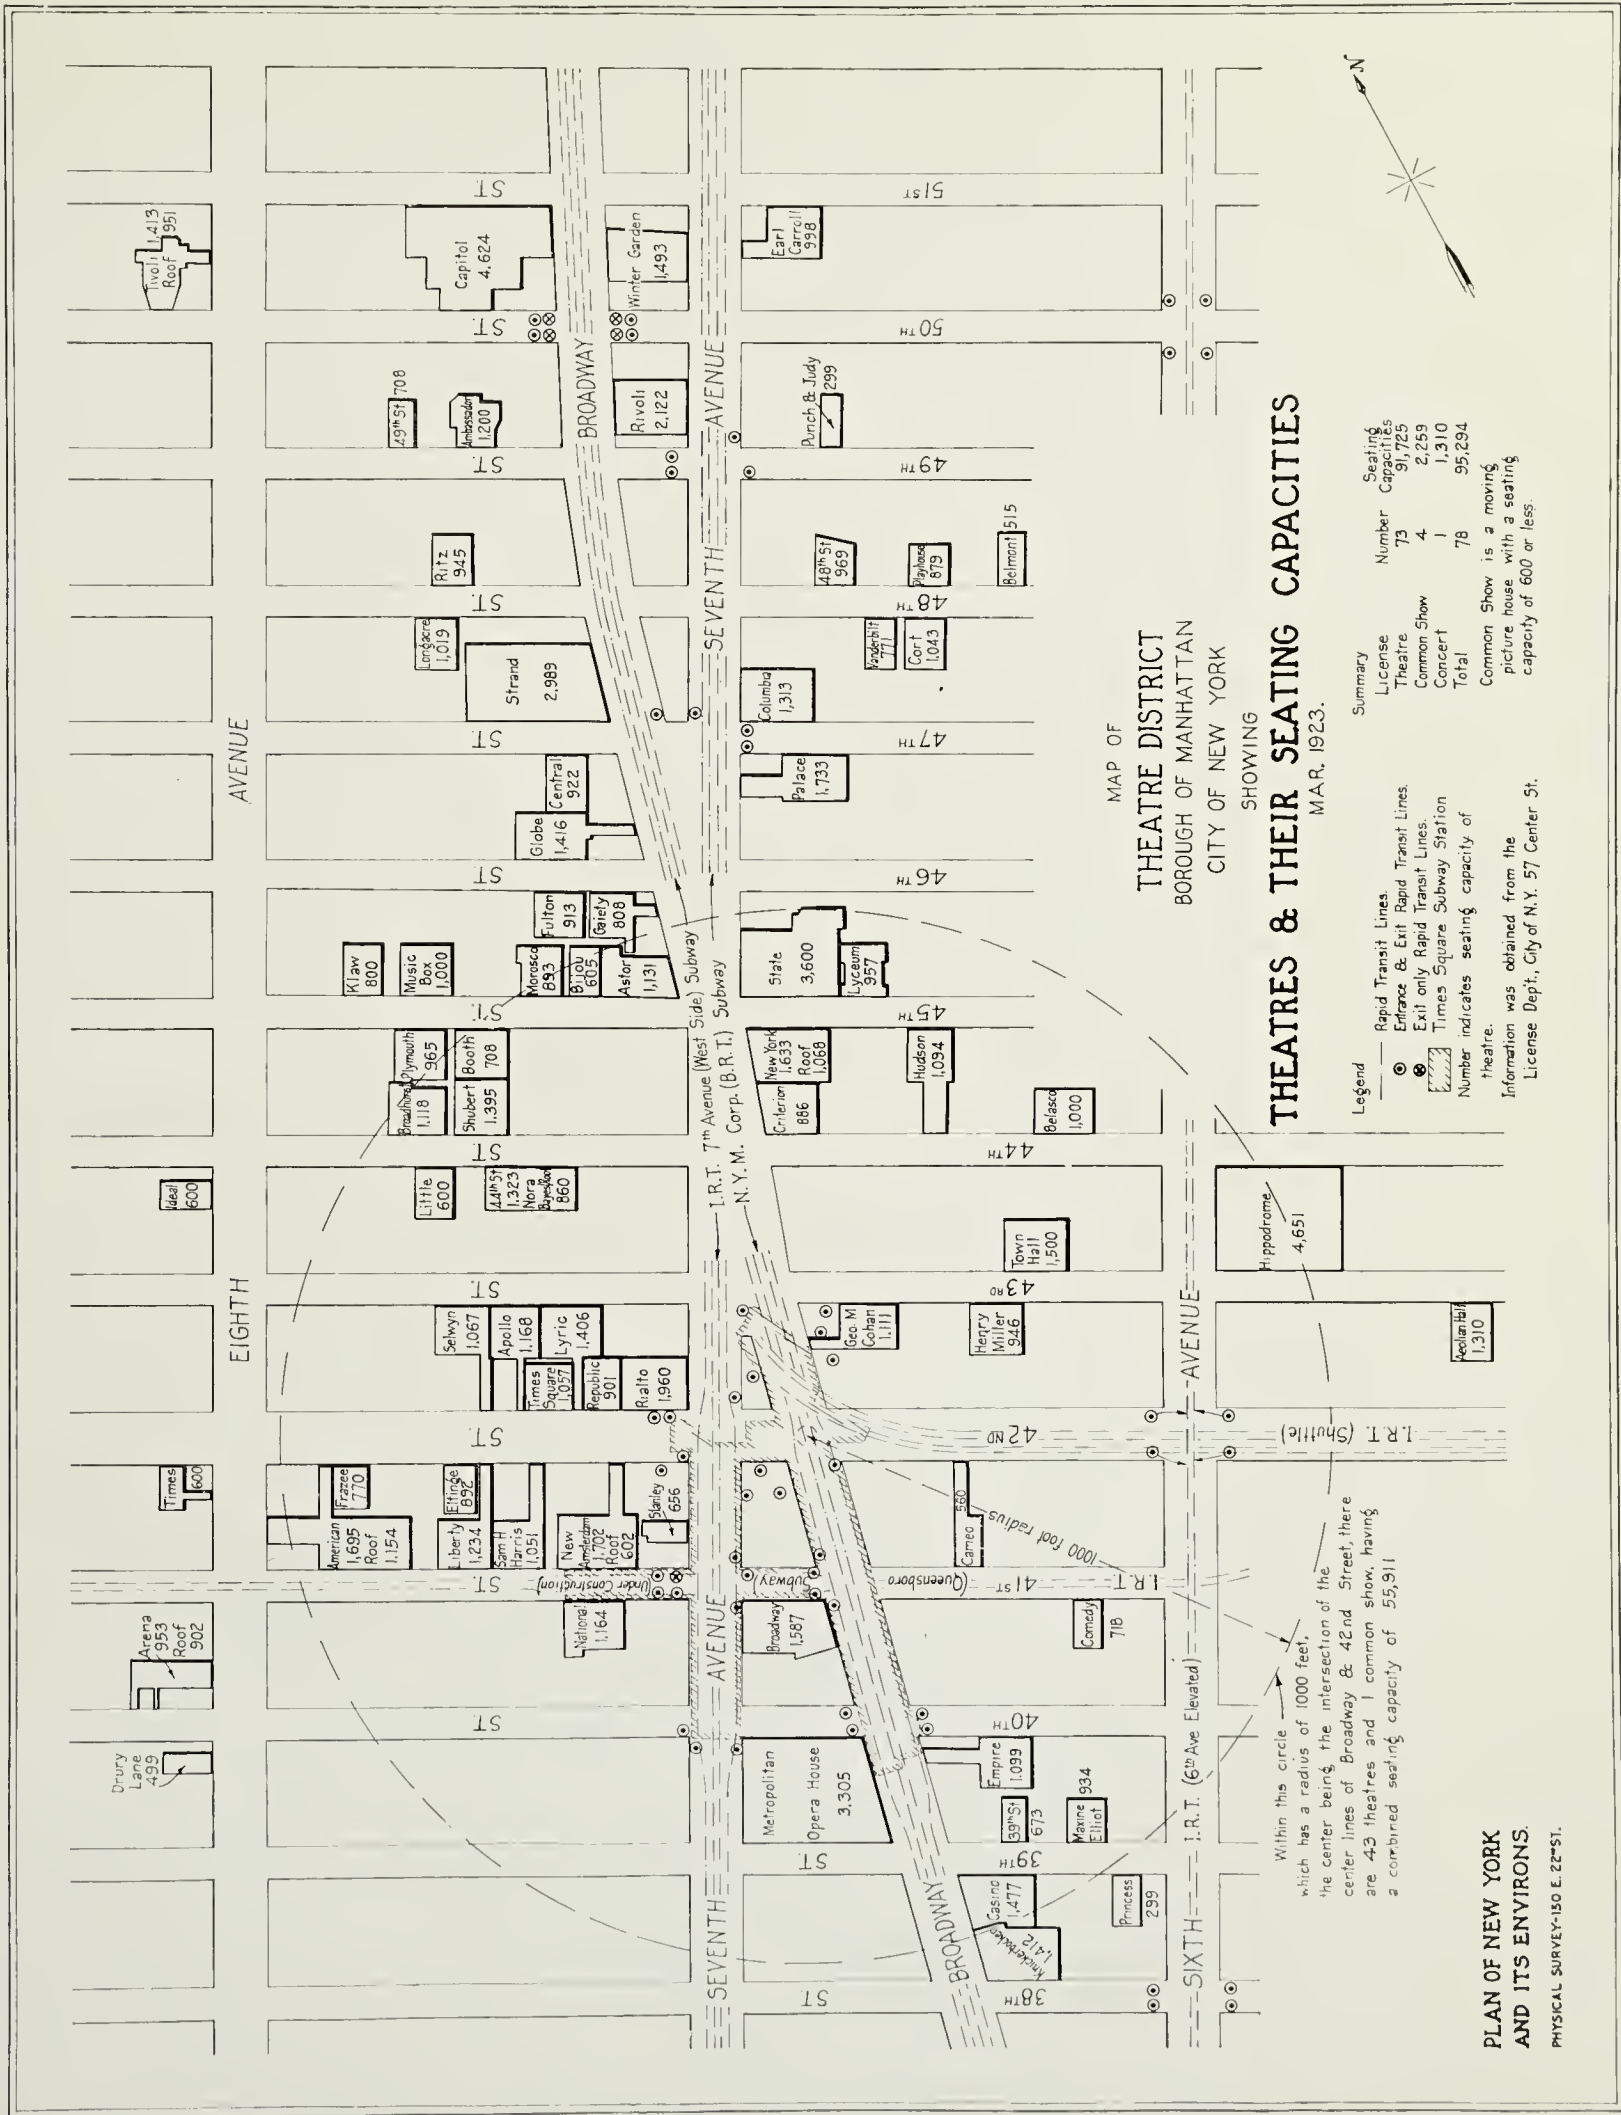 MAP OF
THEATRE DISTRICT
BOROUGH OF MANHATTAN
CITY OF NEW YORK
SHOWING
THEATRES & THEIR SEATING CAPACITIES
MAR. 1923.
Legend
Rapid Transit Lines.
Entrance & Exit Rapid Transit Lines.
Exit only Rapid Transit Lines.
Times Square Subway Station
Number indicates seating capacity of
theatre.
Information was obtained from the
License Dep't., City of N.Y. 57 Center St.
Summary
License Number Seating Capacities
Theatre 73 91,725
Common Show 4 2,259
Concert 1 1,310
Total 78 95,294
Common Show is a moving
picture house with a seating
capacity of 600 or less.
N
Within this circle
which has a radius of 1000 feet,
the center being, the intersection of the
center lines of Broadway & 42nd Street, there
are 43 theatres and 1 common show, having
a combined seating capacity of 55,911
PLAN OF NEW YORK
AND ITS ENVIRONS.
PHYSICAL SURVEY-150 E. 22ND ST.
EIGHTH AVENUE
SEVENTH AVENUE
SEVENTH AVENUE
BROADWAY
BROADWAY
SIXTH AVENUE
I.R.T. (6th Ave Elevated)
I.R.T. 7th Avenue (West Side) Subway
N.Y.M. Corp. (B.R.T.) Subway
I.R.T. (Shuttle)
I.R.T. (Queensboro Subway) (Under Construction)
1000 foot radius
38TH ST.
39TH ST.
40TH ST.
41ST ST.
42ND ST.
43RD ST.
44TH ST.
45TH ST.
46TH ST.
47TH ST.
48TH ST.
49TH ST.
50TH ST.
51ST ST.
Drury
Lane
499
Arena
953
Roof
902
Times
600
Ideal
600
Tivoli 1,413
Roof 951
American
1,695
Roof
1,154
Frazee
770
Eltinge
892
Liberty
1,234
Sam H
Harris
1,051
New
Amsterdam
1,702
Roof
602
Stanley
656
National
1,164
Selwyn
1,067
Apollo
1,168
Lyric
1,406
Times
Square
1,057
Republic
901
Rialto
1,960
Little
600
44th St
1,323
Nora
Bayes Roof
860
Broadhurst
1,118
Plymouth
965
Shubert
1,395
Booth
708
Klaw
800
Music
Box
1,000
Morosco
893
Bijou
605
Astor
1,131
Fulton
913
Gaiety
808
Globe
1,416
Central
922
Longacre
1,019
Strand
2,989
Ritz
945
49th St 708
Ambassador
1,200
Rivoli
2,122
Capitol
4,624
Winter Garden
1,493
Earl
Carroll
998
Punch & Judy
299
48th St
969
Playhouse
879
Belmont 515
Vanderbilt
771
Cort
1,043
Columbia
1,313
Palace
1,733
State
3,600
Lyceum
957
New York
1,633
Roof
1,068
Criterion
886
Hudson
1,094
Belasco
1,000
Town
Hall
1,500
Hippodrome
4,651
Geo. M
Cohan
1,111
Henry
Miller
946
Aeolian Hall
1,310
Cameo 560
Comedy
718
Broadway
1,587
Metropolitan
Opera House
3,305
Empire
1,099
39th St
673
Maxine
Elliot
934
Casino
1,477
Knickerbocker
1,412
Princess
299